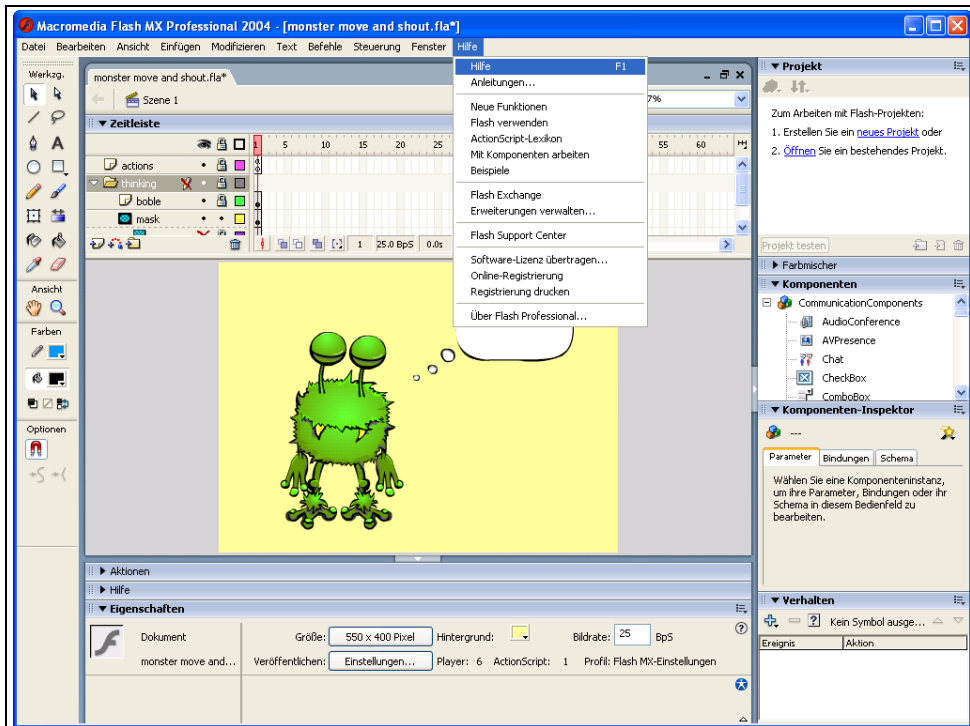 Macromedia Flash MX Professional 2004 - [monster move and shout.fla*]
Datei Bearbeiten Ansicht Einfügen Modifizieren Text Befehle Steuerung Fenster Hilfe
Werkzg.
Ansicht
Farben
Optionen
monster move and shout.fla*
Szene 1
7%
Zeitleiste
1 5 10 15 20 25 55 60
actions
thinking
boble
mask
1 25.0 BpS 0.0s
Hilfe F1
Anleitungen...
Neue Funktionen
Flash verwenden
ActionScript-Lexikon
Mit Komponenten arbeiten
Beispiele
Flash Exchange
Erweiterungen verwalten...
Flash Support Center
Software-Lizenz übertragen...
Online-Registrierung
Registrierung drucken
Über Flash Professional...
Aktionen
Hilfe
Eigenschaften
Dokument
Größe: 550 x 400 Pixel Hintergrund: Bildrate: 25 BpS
monster move and... Veröffentlichen: Einstellungen... Player: 6 ActionScript: 1 Profil: Flash MX-Einstellungen
Projekt
Zum Arbeiten mit Flash-Projekten:
1. Erstellen Sie ein neues Projekt oder
2. Öffnen Sie ein bestehendes Projekt.
Projekt testen
Farbmischer
Komponenten
CommunicationComponents
AudioConference
AVPresence
Chat
CheckBox
ComboBox
Komponenten-Inspektor
---
Parameter Bindungen Schema
Wählen Sie eine Komponenteninstanz,
um ihre Parameter, Bindungen oder ihr
Schema in diesem Bedienfeld zu
bearbeiten.
Verhalten
Kein Symbol ausge...
Ereignis Aktion